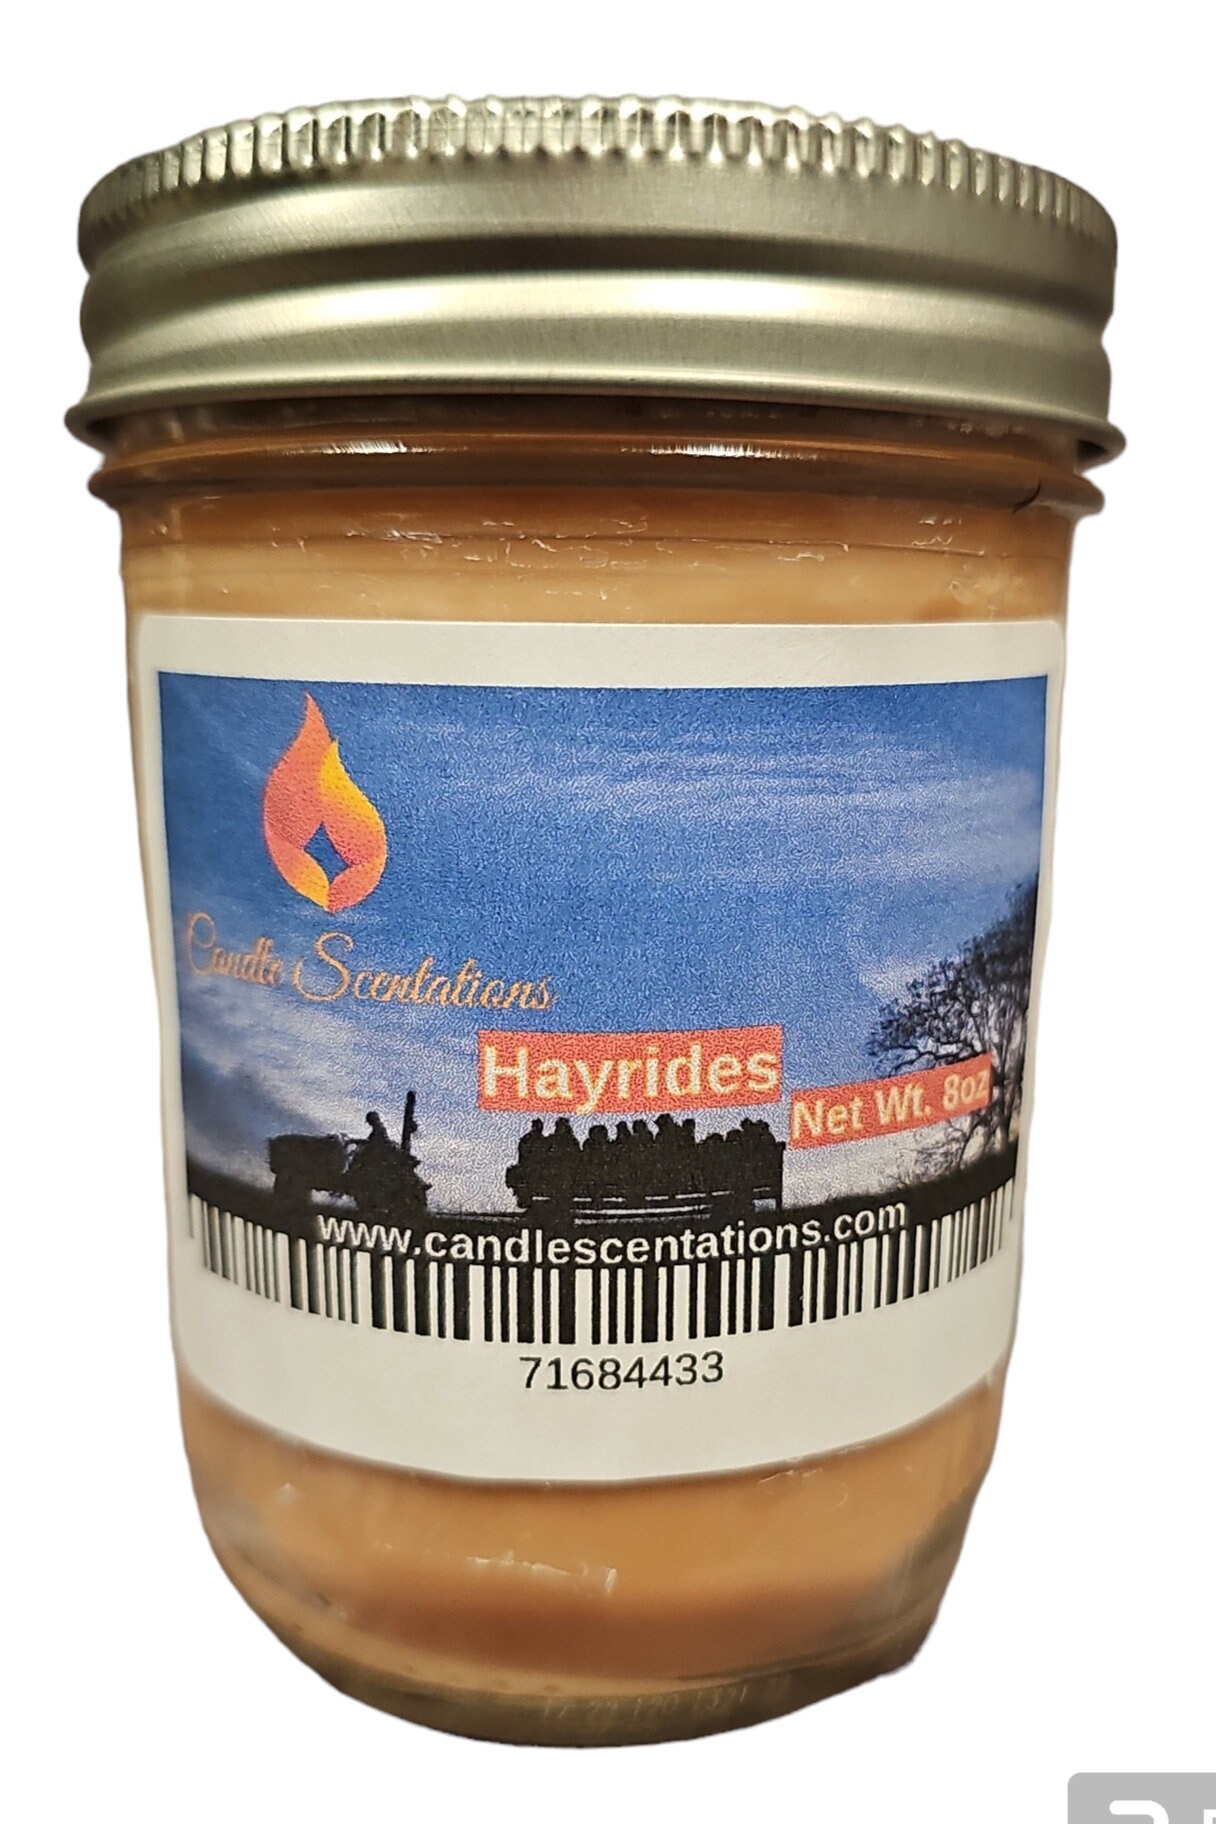 Candle Scentations
Hayrides
Net Wt. 8oz
www.candlescentations.com
71684433